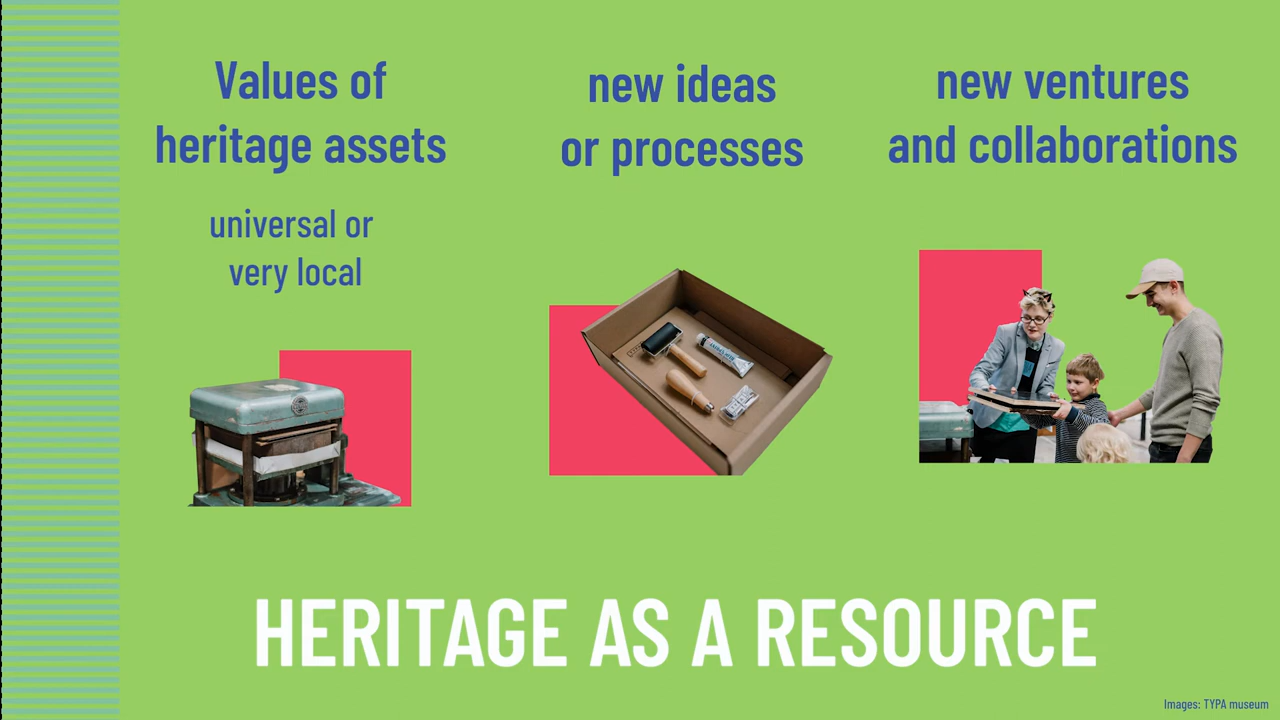 Values of
heritage assets
universal or
very local
new ideas
or processes
new ventures
and collaborations
HERITAGE AS A RESOURCE
Images: TYPA museum